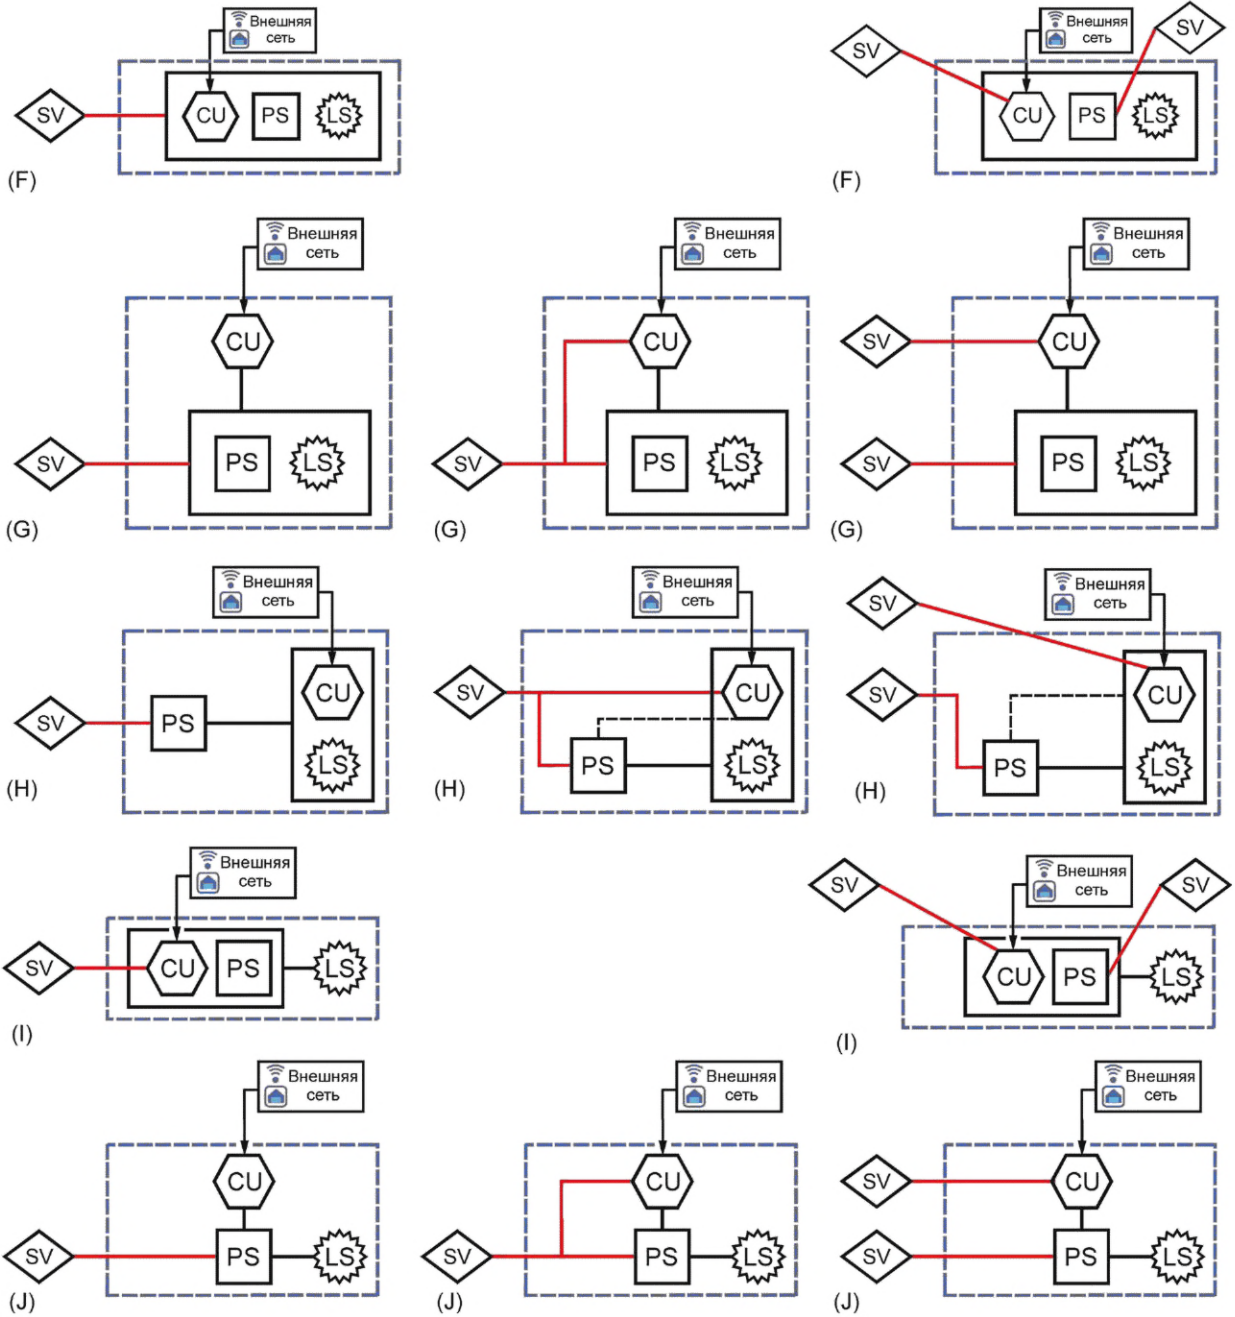 Внешняя
сеть
SV
CU
PS
LS
(F)
SV
Внешняя
сеть
SV
CU
PS
LS
(F)
Внешняя
сеть
CU
SV
PS
LS
(G)
Внешняя
сеть
CU
SV
PS
LS
(G)
Внешняя
сеть
SV
CU
SV
PS
LS
(G)
Внешняя
сеть
CU
SV
PS
LS
(H)
Внешняя
сеть
SV
CU
PS
LS
(H)
SV
Внешняя
сеть
SV
CU
PS
LS
(H)
Внешняя
сеть
SV
CU
PS
LS
(I)
SV
Внешняя
сеть
SV
CU
PS
LS
(I)
Внешняя
сеть
CU
SV
PS
LS
(J)
Внешняя
сеть
CU
SV
PS
LS
(J)
Внешняя
сеть
SV
CU
SV
PS
LS
(J)